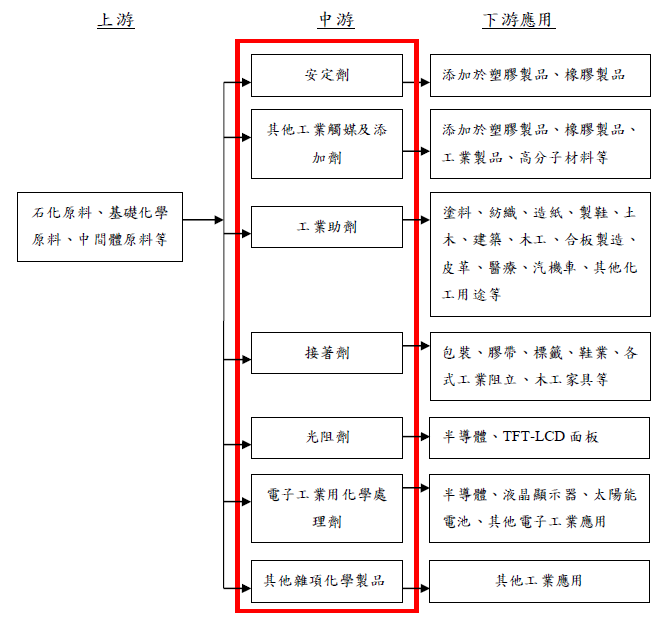 上游
中游
下游應用
石化原料、基礎化學
原料、中間體原料等
安定劑
添加於塑膠製品、橡膠製品
其他工業觸媒及添
加劑
添加於塑膠製品、橡膠製品、
工業製品、高分子材料等
工業助劑
塗料、紡織、造紙、製鞋、土
木、建築、木工、合板製造、
皮革、醫療、汽機車、其他化
工用途等
接著劑
包裝、膠帶、標籤、鞋業、各
式工業阻立、木工家具等
光阻劑
半導體、TFT-LCD 面板
電子工業用化學處
理劑
半導體、液晶顯示器、太陽能
電池、其他電子工業應用
其他雜項化學製品
其他工業應用